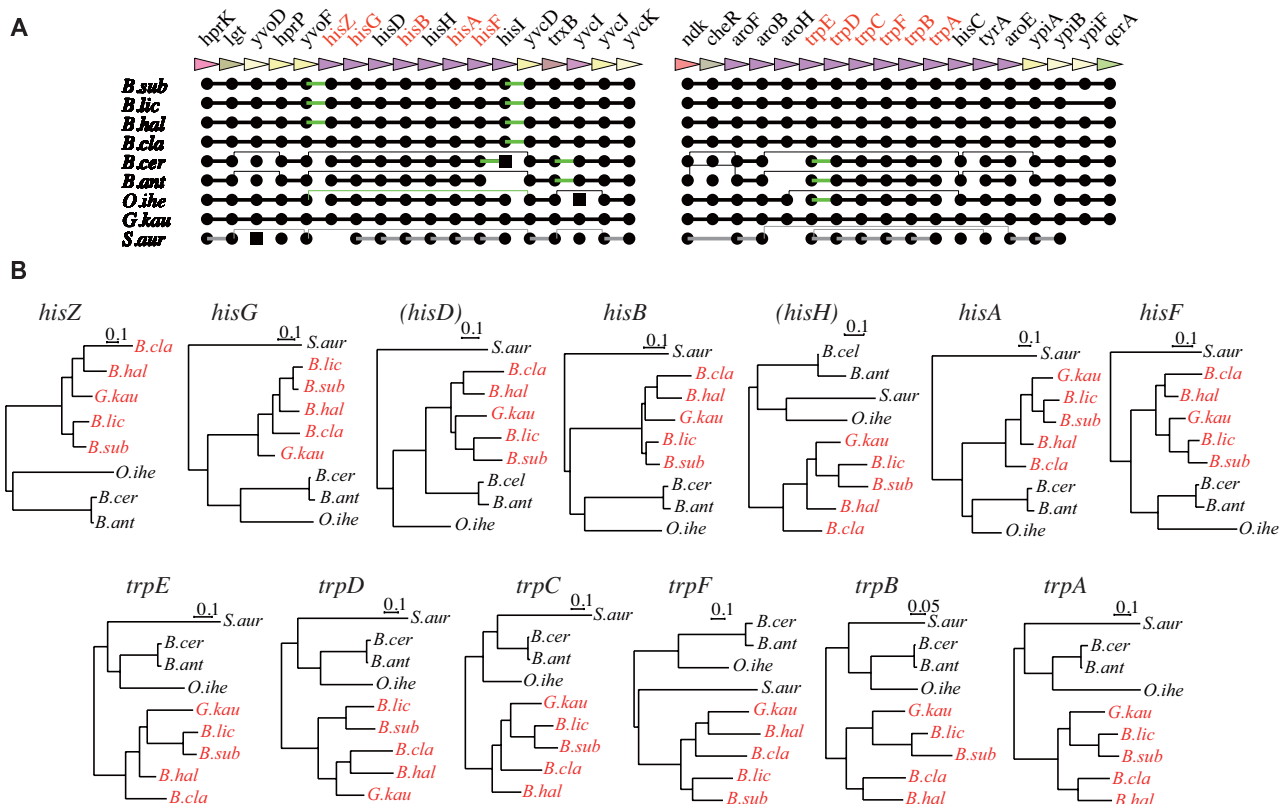 A
hprK lgt yvoD hprP yvoF hisZ hisG hisD hisB hisH hisA hisF hisI yvcD trxB yvcI yvcJ yvcK
ndk cheR aroF aroB aroH trpE trpD trpC trpF trpB trpA hisC tyrA aroE ypiA ypiB ypiF qcrA
B.sub
B.lic
B.hal
B.cla
B.cer
B.ant
O.ihe
G.kau
S.aur
B
hisZ
0.1
B.cla
B.hal
G.kau
B.lic
B.sub
O.ihe
B.cer
B.ant
hisG
0.1
S.aur
B.lic
B.sub
B.hal
B.cla
G.kau
B.cer
B.ant
O.ihe
(hisD)
0.1
S.aur
B.cla
B.hal
G.kau
B.lic
B.sub
B.cel
B.ant
O.ihe
hisB
0.1
S.aur
B.cla
B.hal
G.kau
B.lic
B.sub
B.cer
B.ant
O.ihe
(hisH)
0.1
B.cel
B.ant
S.aur
O.ihe
G.kau
B.lic
B.sub
B.hal
B.cla
hisA
0.1
S.aur
G.kau
B.lic
B.sub
B.hal
B.cla
B.cer
B.ant
O.ihe
hisF
0.1
S.aur
B.cla
B.hal
G.kau
B.lic
B.sub
B.cer
B.ant
O.ihe
trpE
0.1
S.aur
B.cer
B.ant
O.ihe
G.kau
B.lic
B.sub
B.hal
B.cla
trpD
0.1
S.aur
B.cer
B.ant
O.ihe
B.lic
B.sub
B.cla
B.hal
G.kau
trpC
0.1
S.aur
B.cer
B.ant
O.ihe
G.kau
B.lic
B.sub
B.cla
B.hal
trpF
0.1
B.cer
B.ant
O.ihe
S.aur
G.kau
B.hal
B.cla
B.lic
B.sub
trpB
0.05
S.aur
B.cer
B.ant
O.ihe
G.kau
B.lic
B.sub
B.cla
B.hal
trpA
0.1
S.aur
B.cer
B.ant
O.ihe
G.kau
B.lic
B.sub
B.cla
B.hal